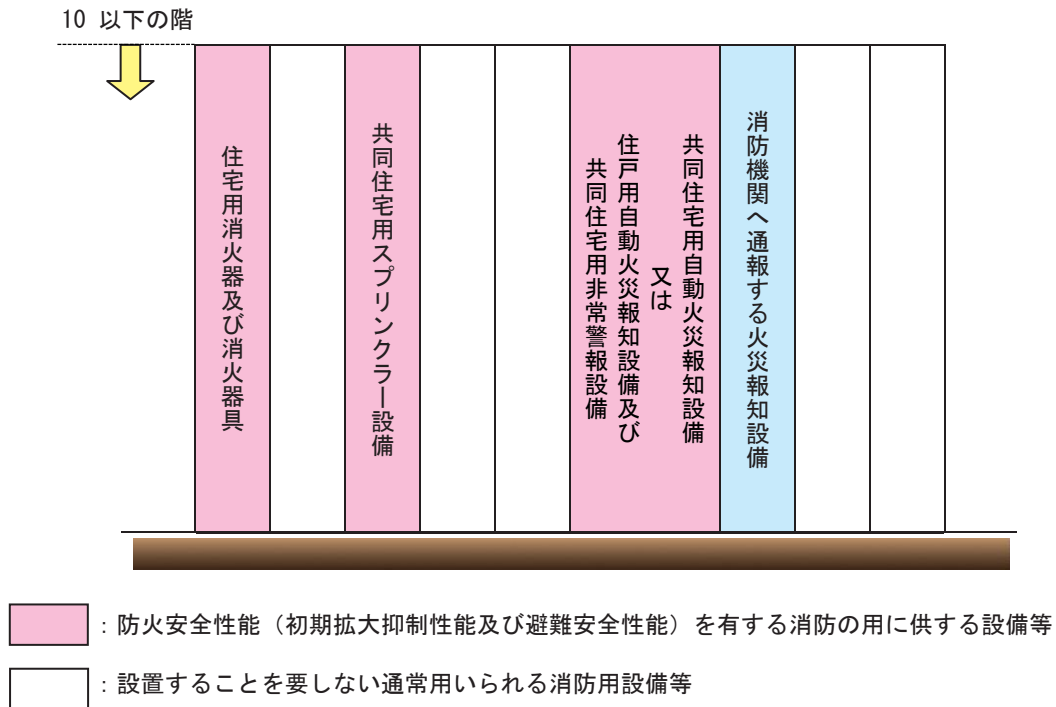 10 以下の階
住宅用消火器及び消火器具
共同住宅用スプリンクラー設備
共同住宅用自動火災報知設備
又は
住戸用自動火災報知設備及び
共同住宅用非常警報設備
消防機関へ通報する火災報知設備
：防火安全性能（初期拡大抑制性能及び避難安全性能）を有する消防の用に供する設備等
：設置することを要しない通常用いられる消防用設備等